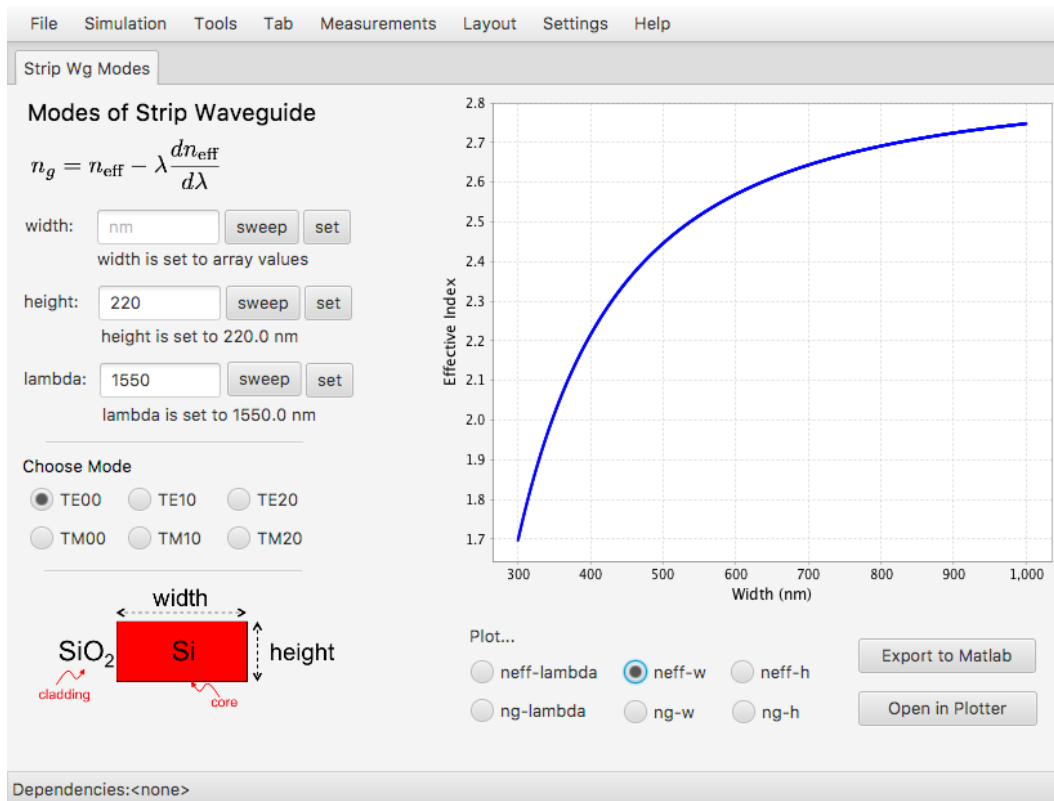 File Simulation Tools Tab Measurements Layout Settings Help
Strip Wg Modes
Modes of Strip Waveguide
n_g = n_eff − λ dn_eff/dλ
width: nm sweep set
width is set to array values
height: 220 sweep set
height is set to 220.0 nm
lambda: 1550 sweep set
lambda is set to 1550.0 nm
Choose Mode
TE00 TE10 TE20
TM00 TM10 TM20
width
SiO2 Si height
cladding core
2.8
2.7
2.6
2.5
2.4
2.3
2.2
2.1
2.0
1.9
1.8
1.7
Effective Index
300 400 500 600 700 800 900 1,000
Width (nm)
Plot...
neff-lambda neff-w neff-h
ng-lambda ng-w ng-h
Export to Matlab
Open in Plotter
Dependencies:<none>